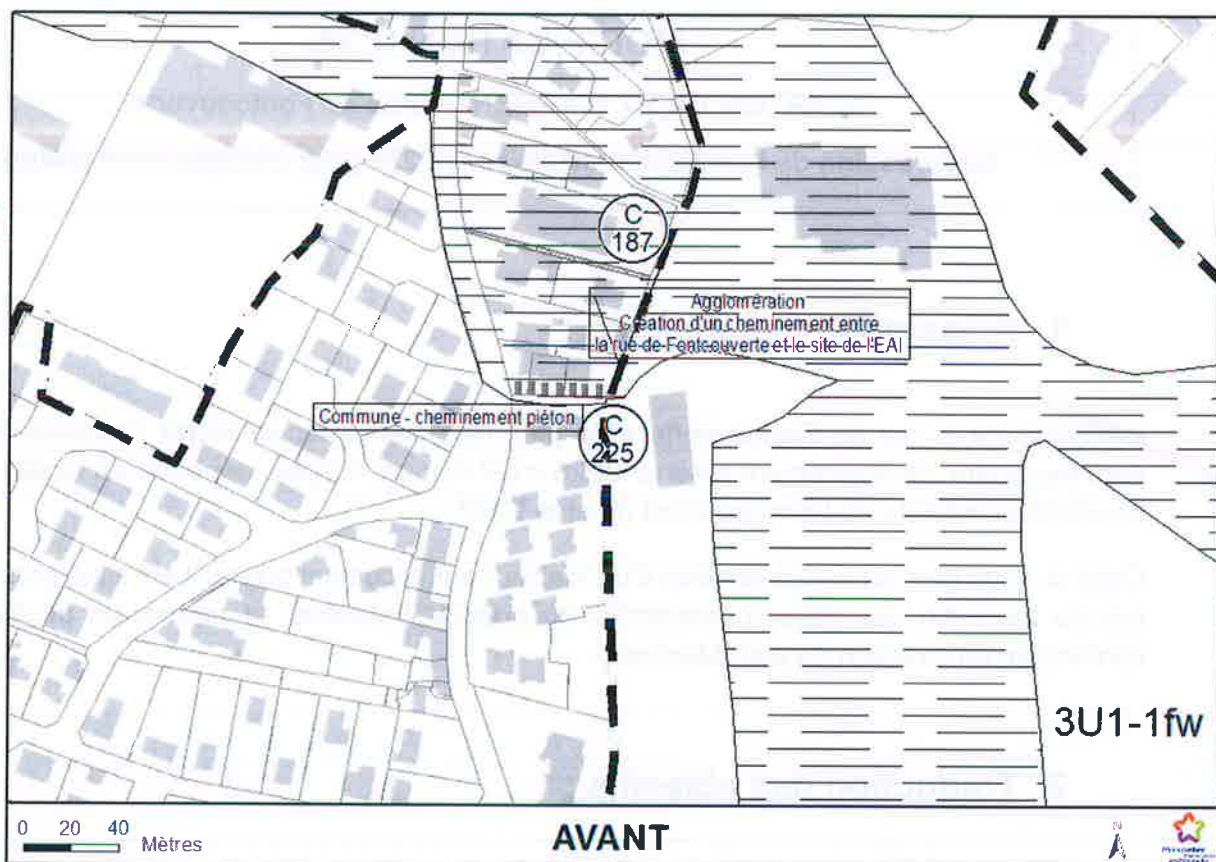 C
187
Agglomération
Création d'un cheminement entre
la rue de Fontcouverte et le site de l'EAI
Commune - cheminement piéton
C
225
3U1-1fw
0 20 40
Mètres
AVANT
N